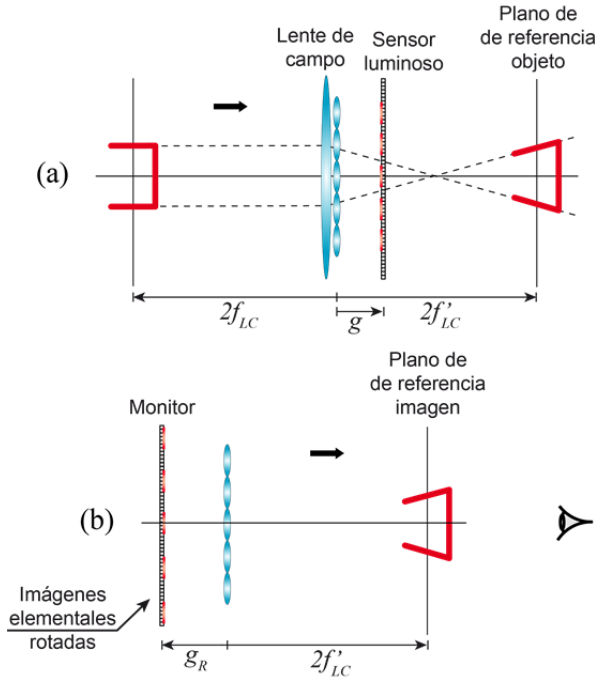 Lente de
campo
Sensor
luminoso
Plano de
de referencia
objeto
(a)
2f_LC
g
2f'_LC
Plano de
de referencia
imagen
Monitor
(b)
Imágenes
elementales
rotadas
g_R
2f'_LC